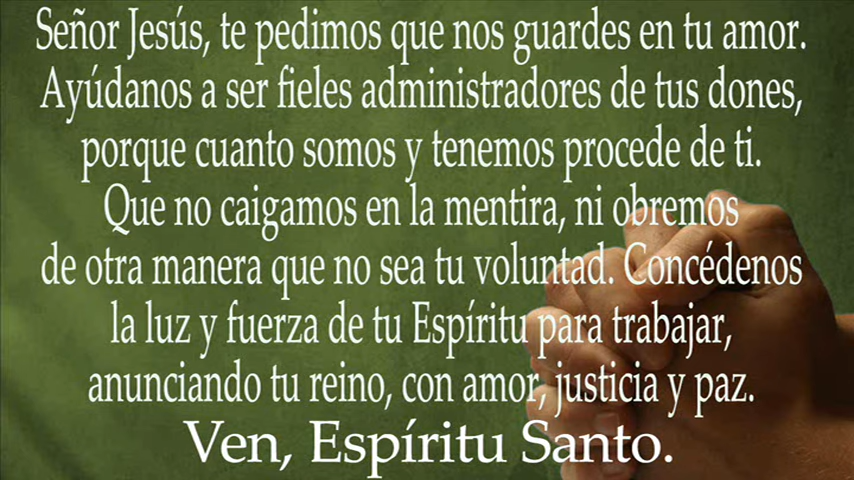 Señor Jesús, te pedimos que nos guardes en tu amor.
Ayúdanos a ser fieles administradores de tus dones,
porque cuanto somos y tenemos procede de ti.
Que no caigamos en la mentira, ni obremos
de otra manera que no sea tu voluntad. Concédenos
la luz y fuerza de tu Espíritu para trabajar,
anunciando tu reino, con amor, justicia y paz.
Ven, Espíritu Santo.